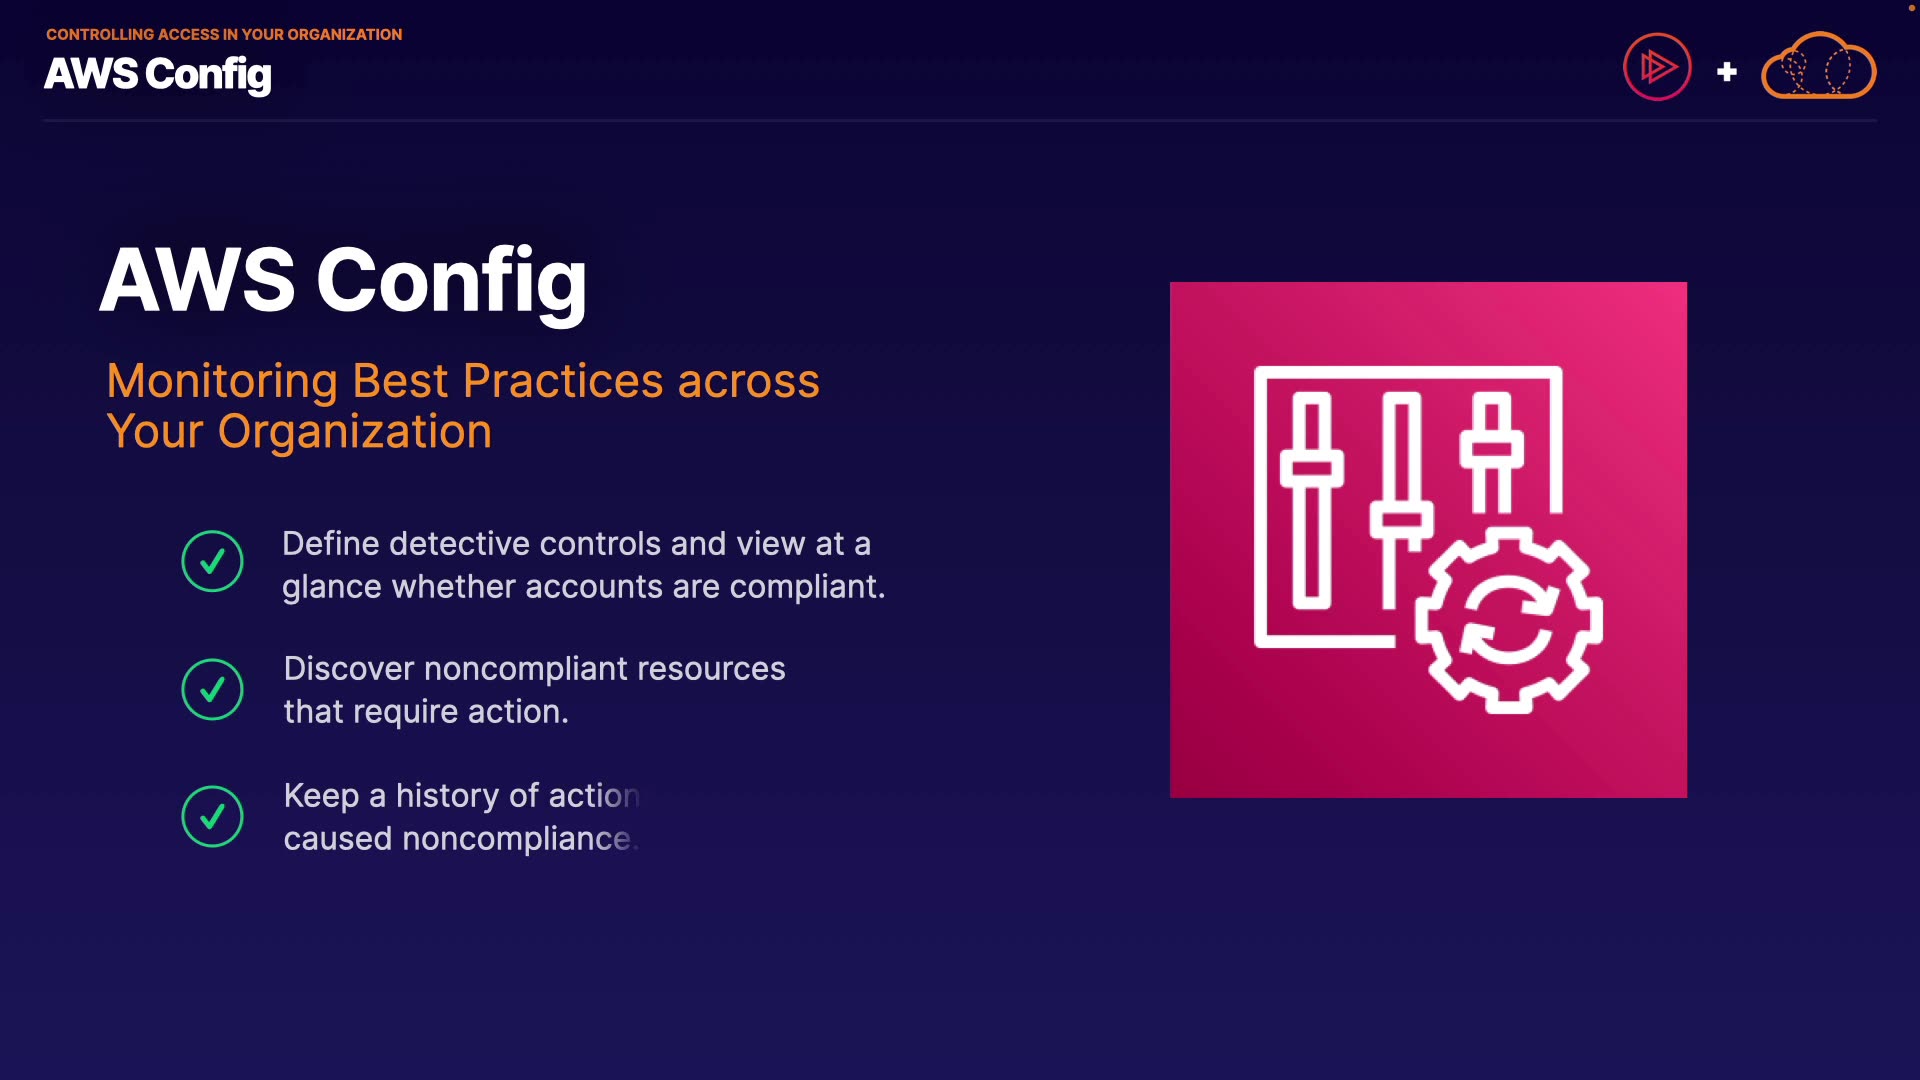 CONTROLLING ACCESS IN YOUR ORGANIZATION
AWS Config
AWS Config
Monitoring Best Practices across
Your Organization
Define detective controls and view at a
glance whether accounts are compliant.
Discover noncompliant resources
that require action.
Keep a history of action
caused noncompliance.